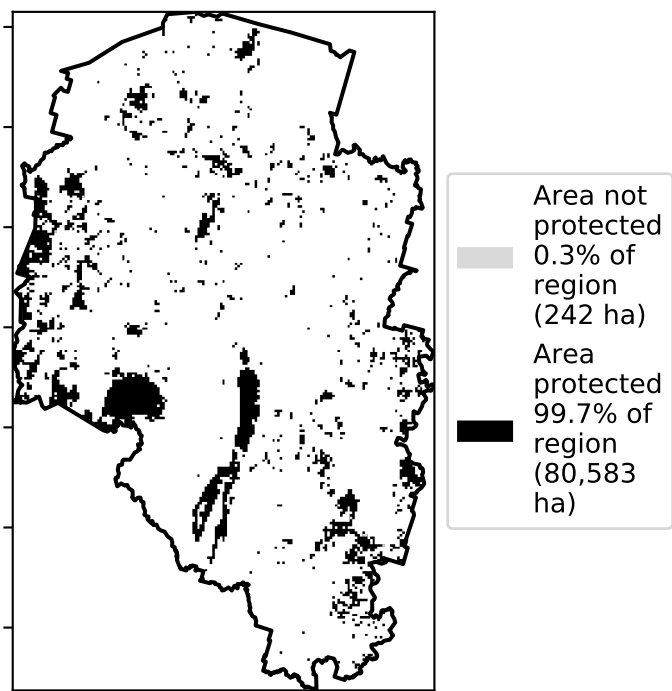 Area not
protected
0.3% of
region
(242 ha)
Area
protected
99.7% of
region
(80,583
ha)